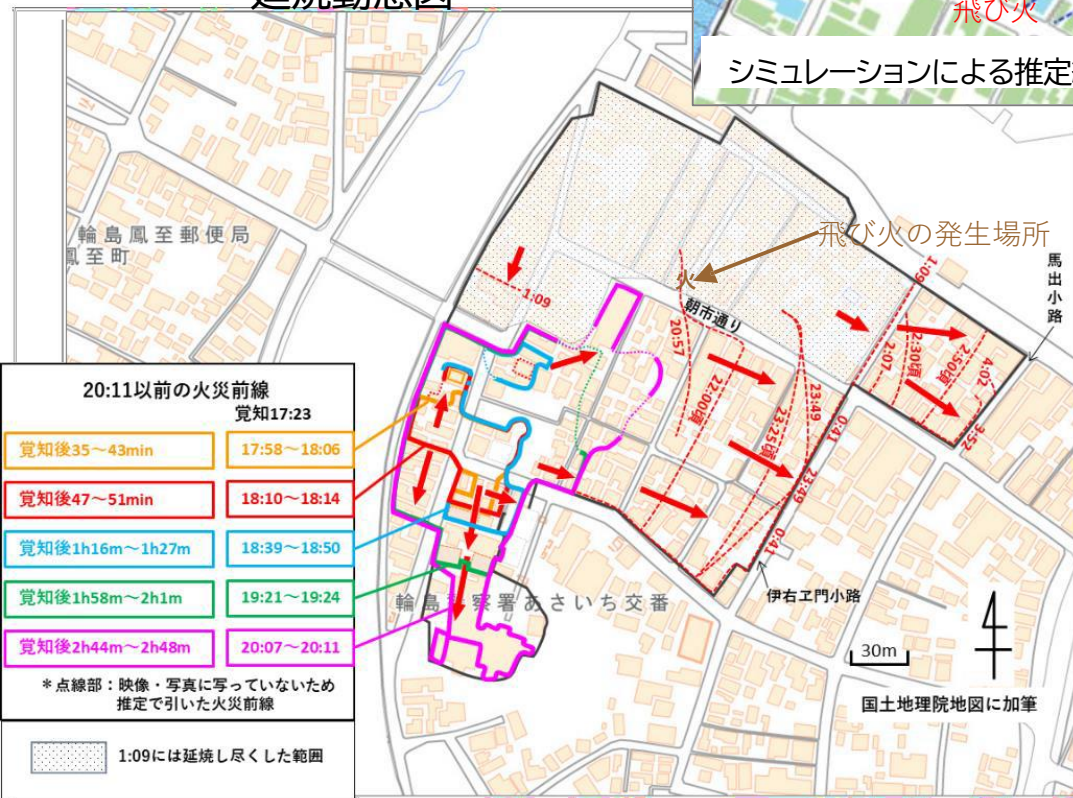 延焼動態図
飛び火
シミュレーションによる推定
輪島鳳至郵便局
鳳至町
飛び火の発生場所
火
朝市通り
馬出小路
1:09
1:09
20:57
22:00頃
23:25頃
23:49
23:49
0:41
0:41
2:07
2:30頃
2:50頃
4:02
3:52
20:11以前の火災前線
覚知17:23
覚知後35～43min 17:58～18:06
覚知後47～51min 18:10～18:14
覚知後1h16m～1h27m 18:39～18:50
覚知後1h58m～2h1m 19:21～19:24
覚知後2h44m～2h48m 20:07～20:11
＊点線部：映像・写真に写っていないため
推定で引いた火災前線
1:09には延焼し尽くした範囲
輪島警察署あさいち交番
伊右ヱ門小路
30m
国土地理院地図に加筆